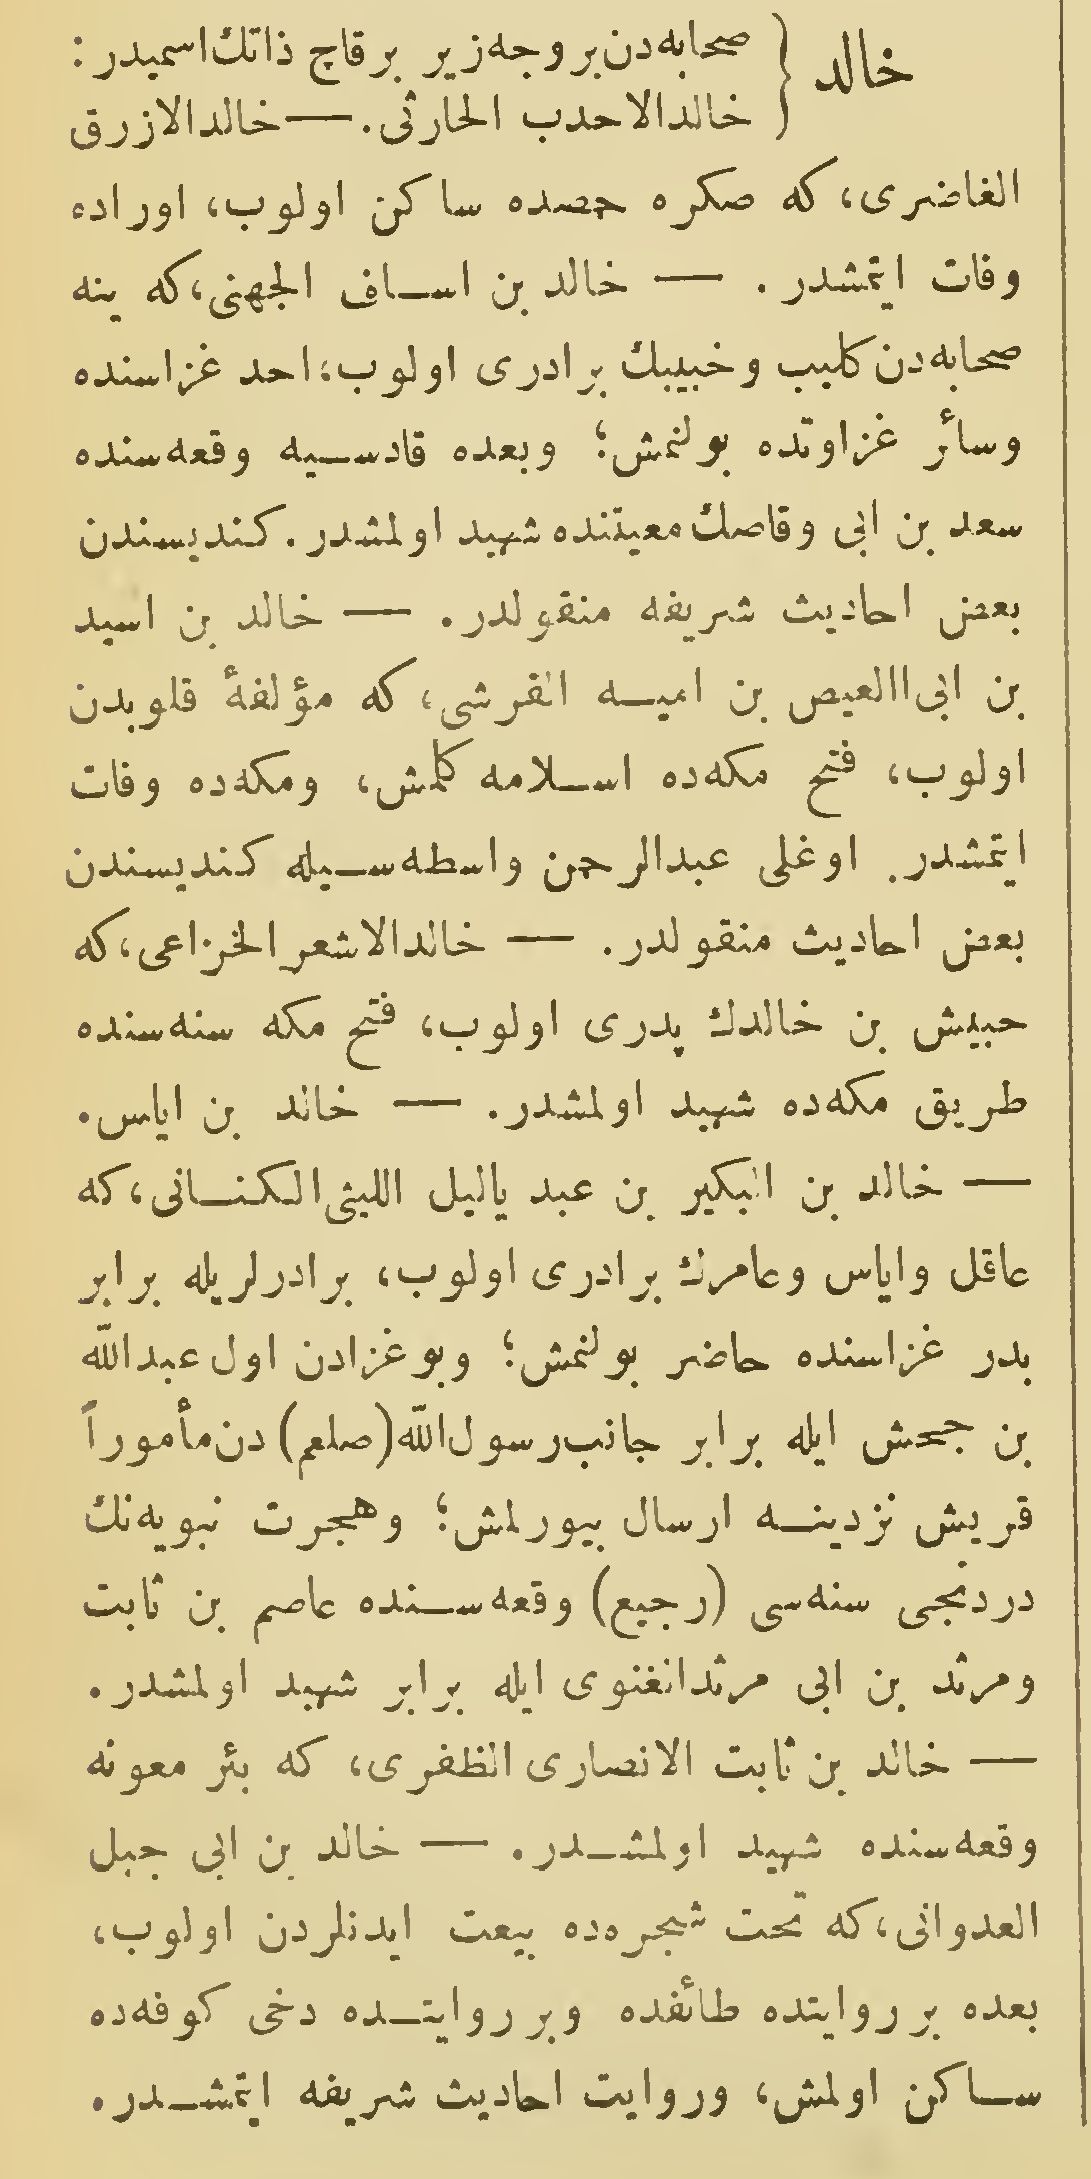 خالد { صحابه‌دن بروجه‌زیر برقاچ ذاتك اسمیدر :
خالدالاحدب الحارثی. — خالدالازرق
الغاضری، که صکره حمصده ساکن اولوب، اوراده
وفات ایتمشدر. — خالد بن اساف الجهنی، که ینه
صحابه‌دن کلیب وخبیبك برادری اولوب، احد غزاسنده
وسائر غزاوتده بولنمش؛ وبعده قادسیه وقعه‌سنده
سعد بن ابی وقاصك معیتنده شهید اولمشدر. کندیسندن
بعض احادیث شریفه منقولدر. — خالد بن اسید
بن ابی‌االعیص بن امیه القرشی، که مؤلفهٔ قلوبدن
اولوب، فتح مکه‌ده اسلامه کلمش، ومکه‌ده وفات
ایتمشدر. اوغلی عبدالرحمن واسطه‌سیله کندیسندن
بعض احادیث منقولدر. — خالدالاشعر الخزاعی، که
حبیش بن خالدك پدری اولوب، فتح مکه سنه‌سنده
طریق مکه‌ده شهید اولمشدر. — خالد بن ایاس.
— خالد بن البکیر بن عبد یالیل اللیثی الکنانی، که
عاقل وایاس وعامرك برادری اولوب، برادرلریله برابر
بدر غزاسنده حاضر بولنمش؛ وبوغزادن اول عبدالله
بن جحش ایله برابر جانب رسول‌الله (صلعم) دن مأموراً
قریش نزدینه ارسال بیورلمش؛ وهجرت نبویه‌نك
دردنجی سنه‌سی (رجیع) وقعه‌سنده عاصم بن ثابت
ومرثد بن ابی مرثدالغنوی ایله برابر شهید اولمشدر.
— خالد بن ثابت الانصاری الظفری، که بئر معونه
وقعه‌سنده شهید اولمشدر. — خالد بن ابی جبل
العدوانی، که تحت شجره‌ده بیعت ایدنلردن اولوب،
بعده بر روایتده طائفده وبر روایتده دخی کوفه‌ده
ساکن اولمش، وروایت احادیث شریفه ایتمشدر.